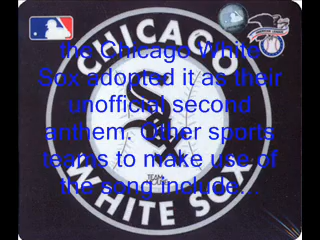 CHICAGO
the Chicago White
Sox adopted it as their
unofficial second
anthem. Other sports
teams to make use of
the song include...
Sox
WHITE SOX